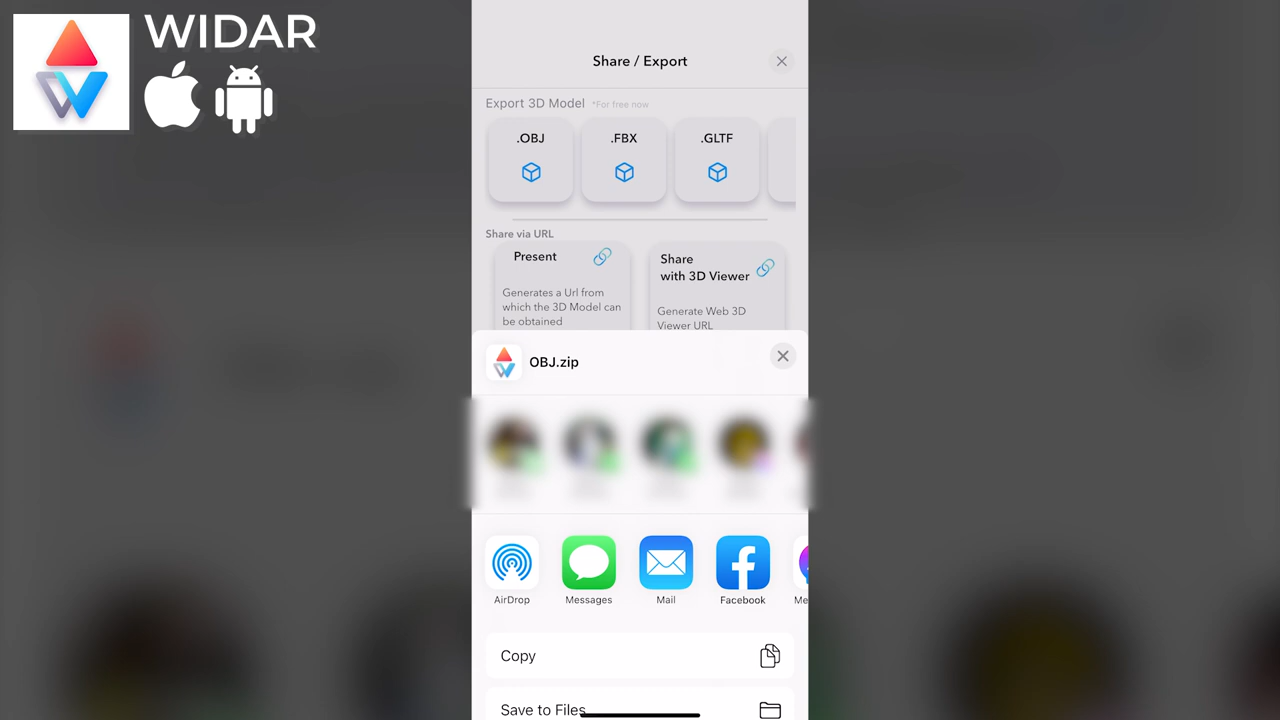 WIDAR
Share / Export
Export 3D Model *For free now
.OBJ
.FBX
.GLTF
Share via URL
Present
Generates a Url from
which the 3D Model can
be obtained
Share
with 3D Viewer
Generate Web 3D
Viewer URL
OBJ.zip
AirDrop
Messages
Mail
Facebook
Me
Copy
Save to Files